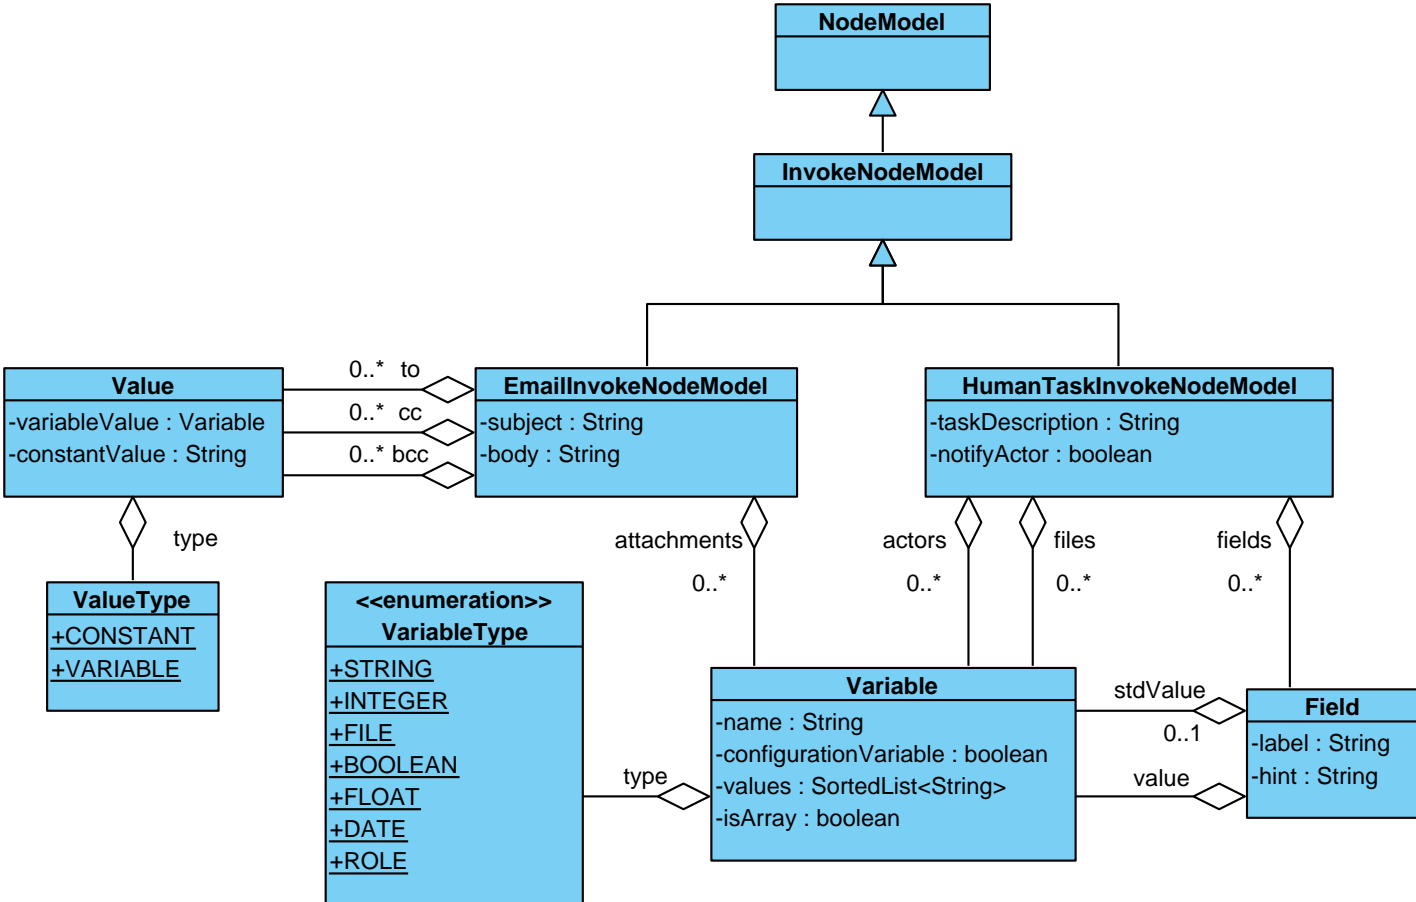 NodeModel
InvokeNodeModel
0..* to
0..* cc
0..* bcc
Value
-variableValue : Variable
-constantValue : String
EmailInvokeNodeModel
-subject : String
-body : String
HumanTaskInvokeNodeModel
-taskDescription : String
-notifyActor : boolean
type
attachments
0..*
actors
0..*
files
0..*
fields
0..*
ValueType
+CONSTANT
+VARIABLE
<<enumeration>>
VariableType
+STRING
+INTEGER
+FILE
+BOOLEAN
+FLOAT
+DATE
+ROLE
type
Variable
-name : String
-configurationVariable : boolean
-values : SortedList<String>
-isArray : boolean
stdValue
0..1
value
Field
-label : String
-hint : String